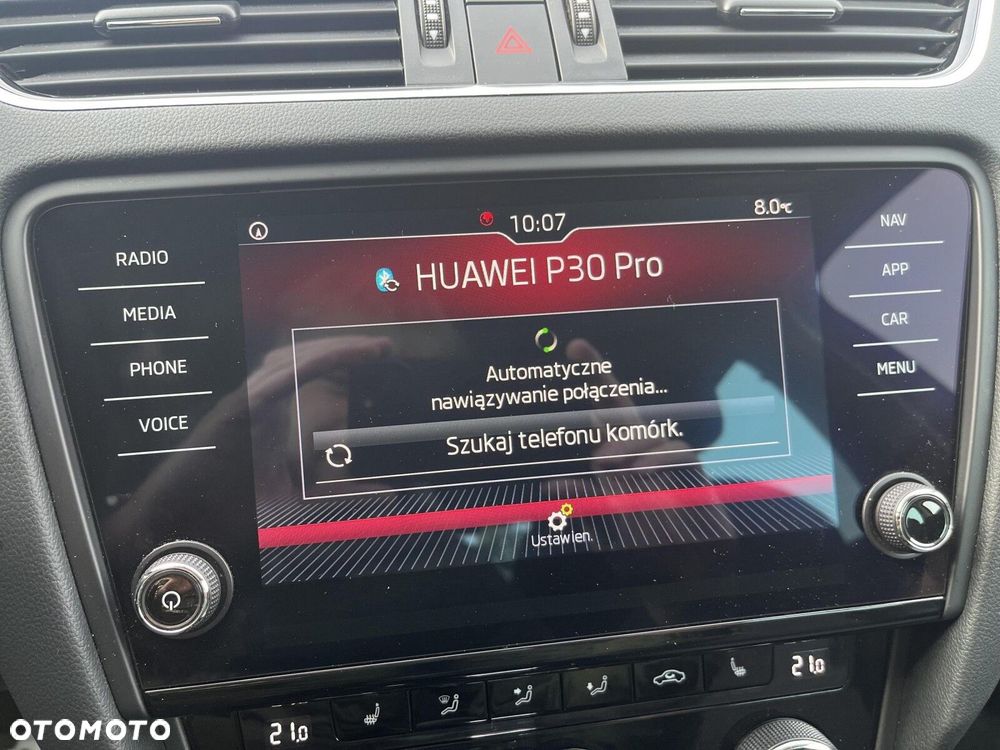 10:07
8.0°C
RADIO
MEDIA
PHONE
VOICE
HUAWEI P30 Pro
Automatyczne
nawiązywanie połączenia...
Szukaj telefonu komórk.
Ustawien.
NAV
APP
CAR
MENU
21.0
21.0
OTOMOTO